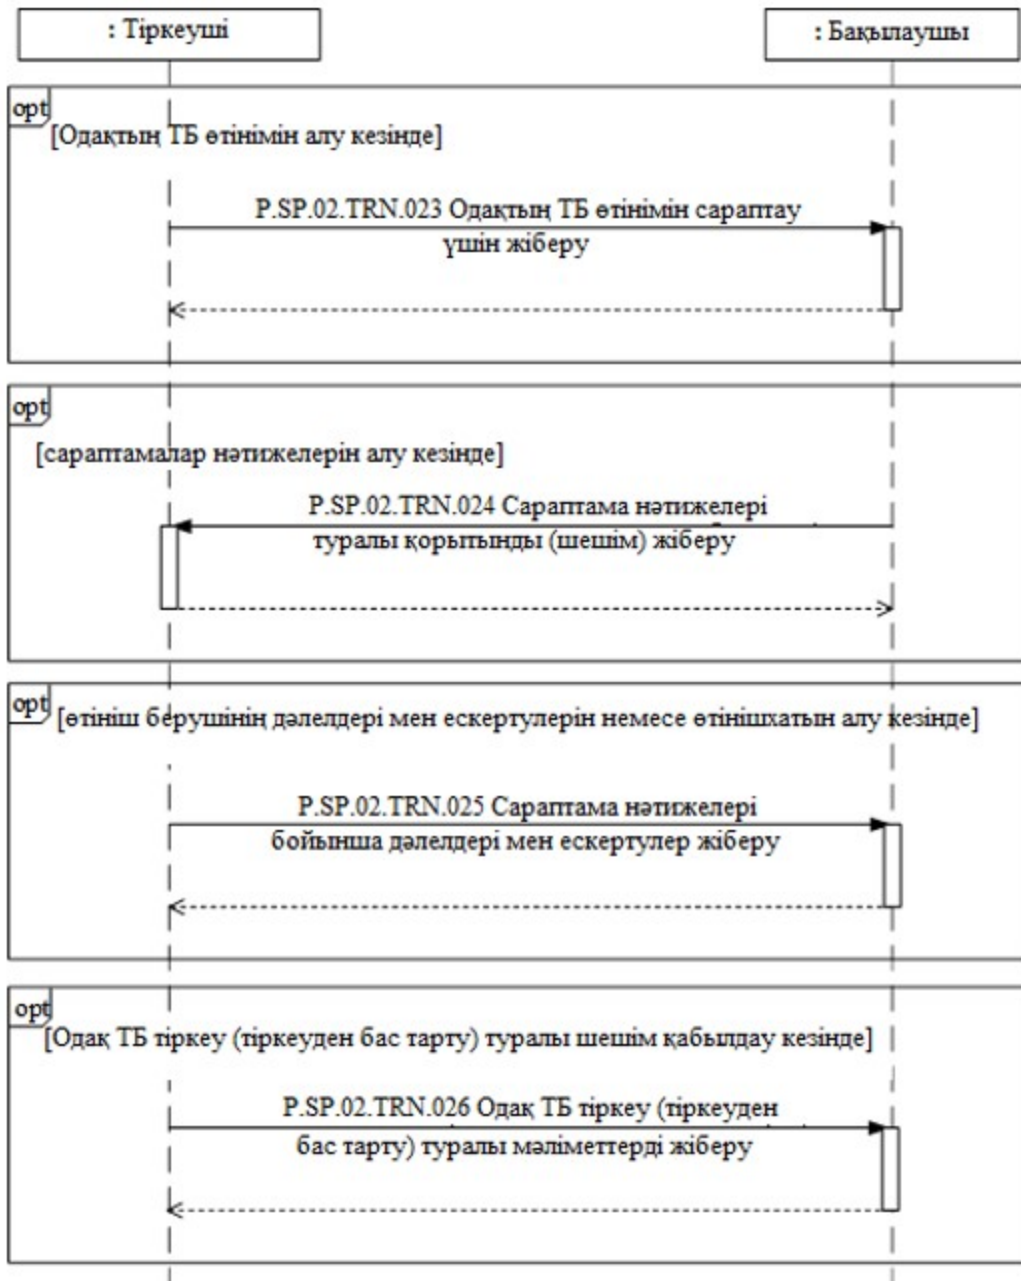 : Тіркеуші
: Бақылаушы
opt
[Одақтың ТБ өтінімін алу кезінде]
P.SP.02.TRN.023 Одақтың ТБ өтінімін сараптау
үшін жіберу
opt
[сараптамалар нәтижелерін алу кезінде]
P.SP.02.TRN.024 Сараптама нәтижелері
туралы қорытынды (шешім) жіберу
opt
[өтініш берушінің дәлелдері мен ескертулерін немесе өтінішхатын алу кезінде]
P.SP.02.TRN.025 Сараптама нәтижелері
бойынша дәлелдері мен ескертулер жіберу
opt
[Одақ ТБ тіркеу (тіркеуден бас тарту) туралы шешім қабылдау кезінде]
P.SP.02.TRN.026 Одақ ТБ тіркеу (тіркеуден
бас тарту) туралы мәліметтерді жіберу